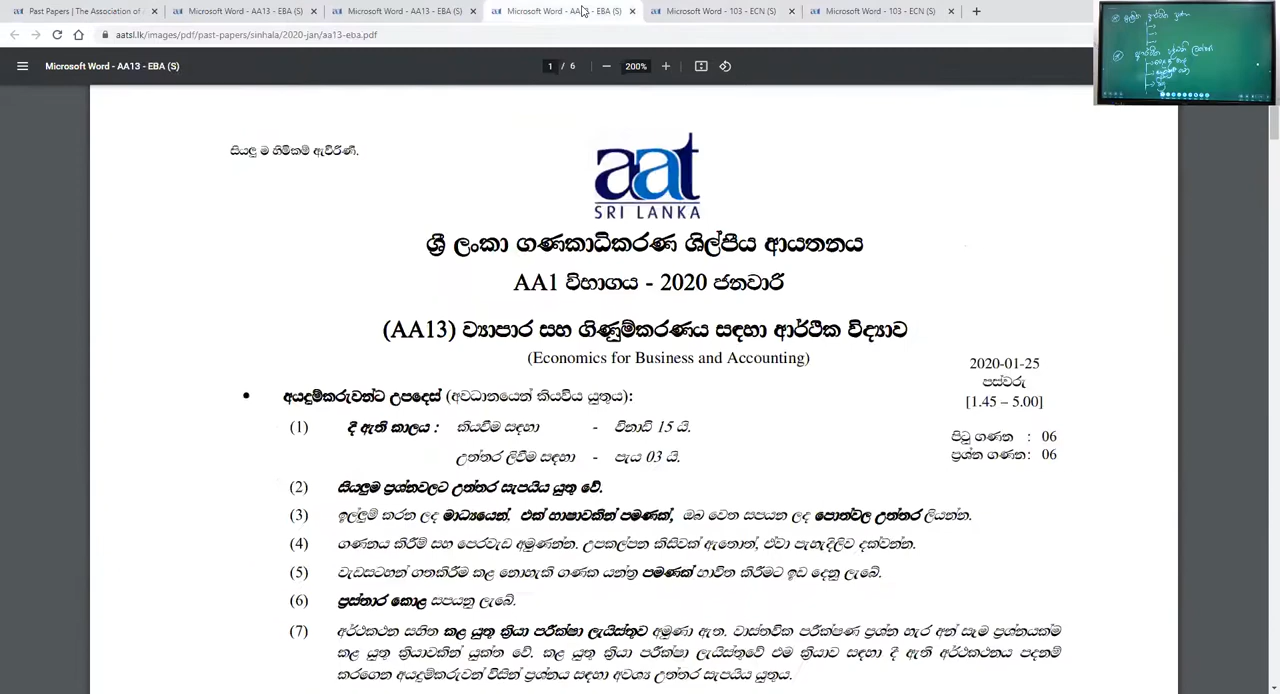 Past Papers | The Association of A
Microsoft Word - AA13 - EBA (S)
Microsoft Word - AA13 - EBA (S)
Microsoft Word - AA EBA (S)
Microsoft Word - 103 - ECN (S)
Microsoft Word - 103 - ECN (S)
aatsl.lk/images/pdf/past-papers/sinhala/2020-jan/aa13-eba.pdf
Microsoft Word - AA13 - EBA (S)
1 / 6
200%
සියලු ම හිමිකම් ඇවිරිණි.
aat
SRI LANKA
ශ්‍රී ලංකා ගණකාධිකරණ ශිල්පීය ආයතනය
AA1 විභාගය - 2020 ජනවාරි
(AA13) ව්‍යාපාර සහ ගිණුම්කරණය සඳහා ආර්ථික විද්‍යාව
(Economics for Business and Accounting)
2020-01-25
පස්වරු
[1.45 – 5.00]
පිටු ගණන : 06
ප්‍රශ්න ගණන: 06
• අයදුම්කරුවන්ට උපදෙස් (අවධානයෙන් කියවිය යුතුය):
(1) දී ඇති කාලය : කියවීම සඳහා - විනාඩි 15 යි.
උත්තර ලිවීම සඳහා - පැය 03 යි.
(2) සියලුම ප්‍රශ්නවලට උත්තර සැපයිය යුතු වේ.
(3) ඉල්ලුම් කරන ලද මාධ්‍යයෙන්, එක් භාෂාවකින් පමණක්, ඔබ වෙත සපයන ලද පොත්වල උත්තර ලියන්න.
(4) ගණනය කිරීම් සහ පෙරවැඩ අමුණන්න. උපකල්පන කිසිවක් ඇතොත්, ඒවා පැහැදිලිව දක්වන්න.
(5) වැඩසටහන් ගතකිරීම කළ නොහැකි ගණක යන්ත්‍ර පමණක් භාවිත කිරීමට ඉඩ දෙනු ලැබේ.
(6) ප්‍රස්තාර කොළ සපයනු ලැබේ.
(7) අර්ථකථන සහිත කළ යුතු ක්‍රියා පරීක්ෂා ලැයිස්තුව අමුණා ඇත. වාස්තවික පරීක්ෂණ ප්‍රශ්න හැර අන් සෑම ප්‍රශ්නයක්ම
කළ යුතු ක්‍රියාවකින් යුක්ත වේ. කළ යුතු ක්‍රියා පරීක්ෂා ලැයිස්තුවේ එම ක්‍රියාව සඳහා දී ඇති අර්ථකථනය පදනම්
කරගෙන අයදුම්කරුවන් විසින් ප්‍රශ්නය සඳහා අවශ්‍ය උත්තර සැපයිය යුතුය.